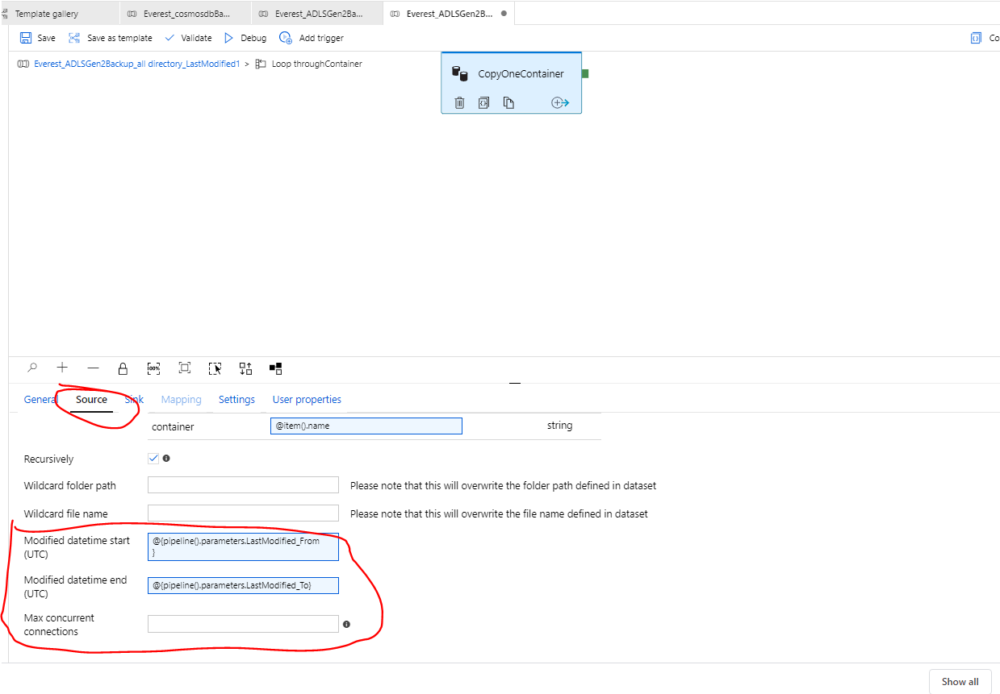 Template gallery
Everest_cosmosdbBa...
Everest_ADLSGen2Ba...
Everest_ADLSGen2B...
Save
Save as template
Validate
Debug
Add trigger
Co
Everest_ADLSGen2Backup_all directory_LastModified1 > Loop throughContainer
CopyOneContainer
100%
General
Source
Sink
Mapping
Settings
User properties
container
@item().name
string
Recursively
Wildcard folder path
Please note that this will overwrite the folder path defined in dataset
Wildcard file name
Please note that this will overwrite the file name defined in dataset
Modified datetime start
(UTC)
@{pipeline().parameters.LastModified_From
}
Modified datetime end
(UTC)
@{pipeline().parameters.LastModified_To}
Max concurrent
connections
Show all